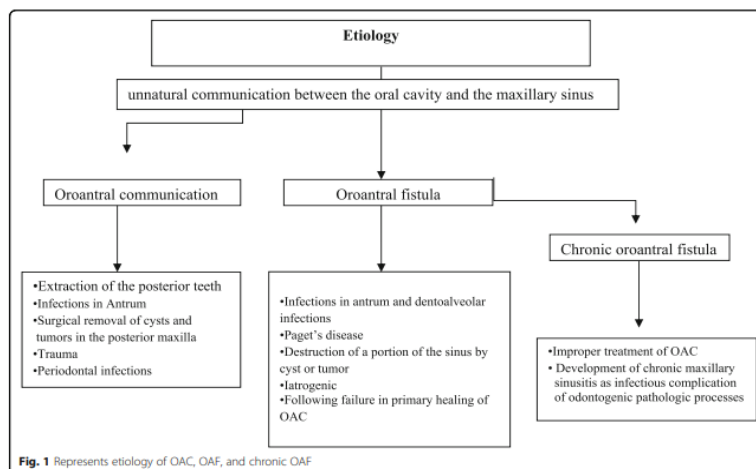 Etiology
unnatural communication between the oral cavity and the maxillary sinus
Oroantral communication
Oroantral fistula
Chronic oroantral fistula
•Extraction of the posterior teeth
•Infections in Antrum
•Surgical removal of cysts and
tumors in the posterior maxilla
•Trauma
•Periodontal infections
•Infections in antrum and dentoalveolar
infections
•Paget's disease
•Destruction of a portion of the sinus by
cyst or tumor
•Iatrogenic
•Following failure in primary healing of
OAC
•Improper treatment of OAC
• Development of chronic maxillary
sinusitis as infectious complication
of odontogenic pathologic processes
Fig. 1 Represents etiology of OAC, OAF, and chronic OAF